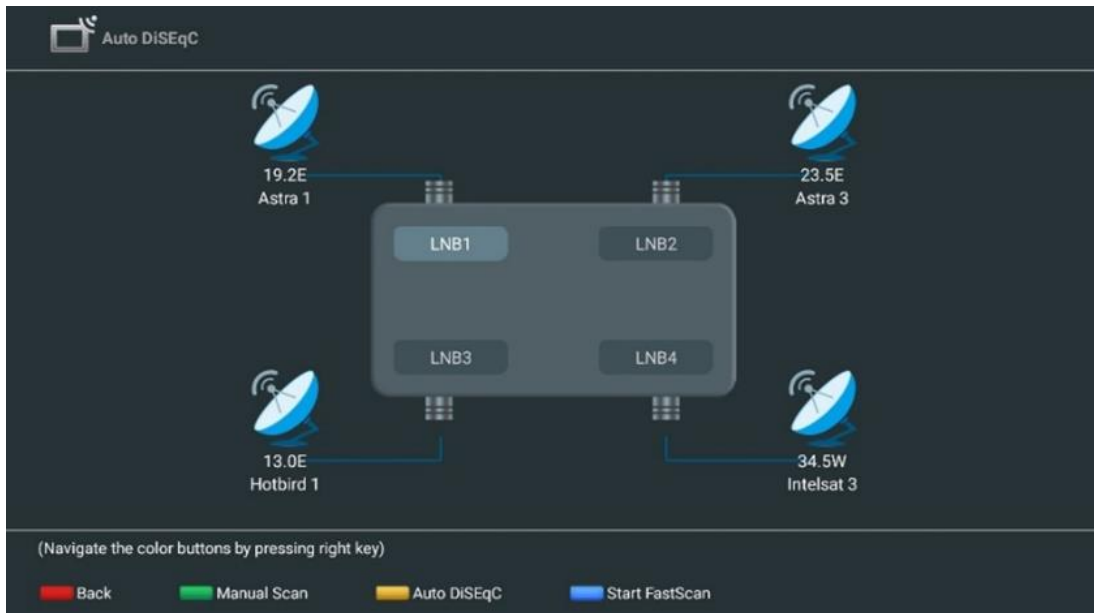 Auto DiSEqC
19.2E
Astra 1
23.5E
Astra 3
LNB1
LNB2
LNB3
LNB4
13.0E
Hotbird 1
34.5W
Intelsat 3
(Navigate the color buttons by pressing right key)
Back
Manual Scan
Auto DiSEqC
Start FastScan